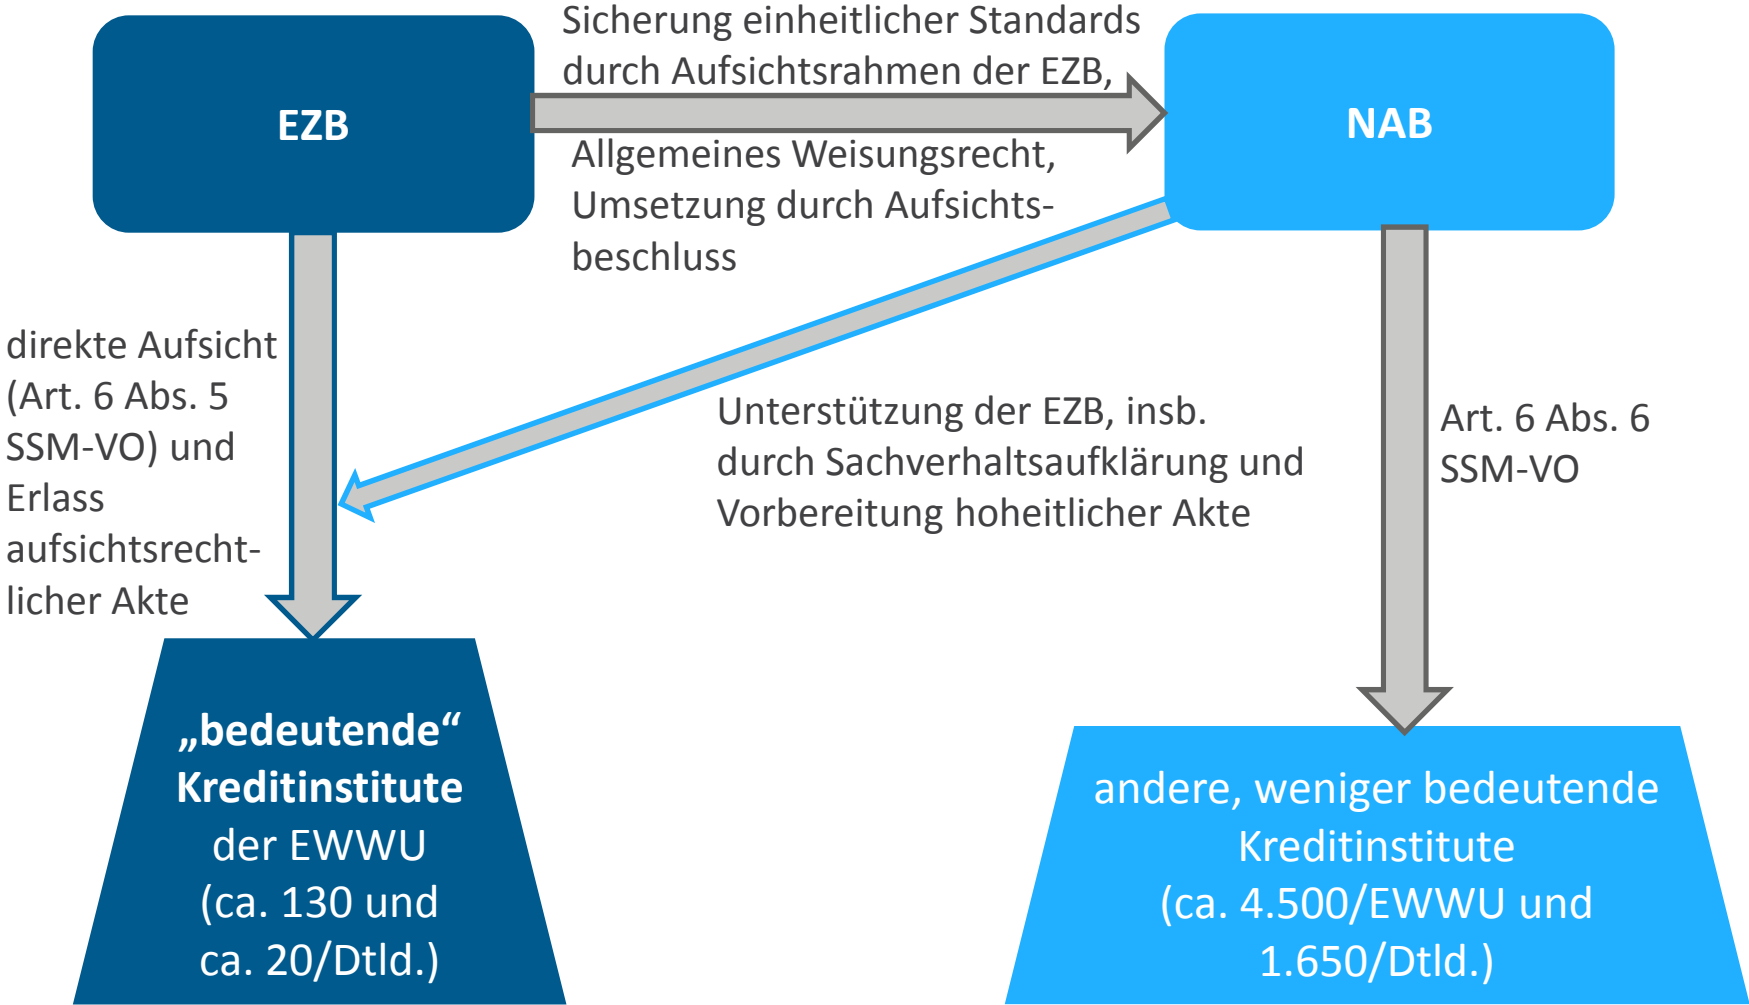 EZB
Sicherung einheitlicher Standards
durch Aufsichtsrahmen der EZB,
Allgemeines Weisungsrecht,
Umsetzung durch Aufsichts-
beschluss
NAB
direkte Aufsicht
(Art. 6 Abs. 5
SSM-VO) und
Erlass
aufsichtsrecht-
licher Akte
Unterstützung der EZB, insb.
durch Sachverhaltsaufklärung und
Vorbereitung hoheitlicher Akte
Art. 6 Abs. 6
SSM-VO
„bedeutende“
Kreditinstitute
der EWWU
(ca. 130 und
ca. 20/Dtld.)
andere, weniger bedeutende
Kreditinstitute
(ca. 4.500/EWWU und
1.650/Dtld.)